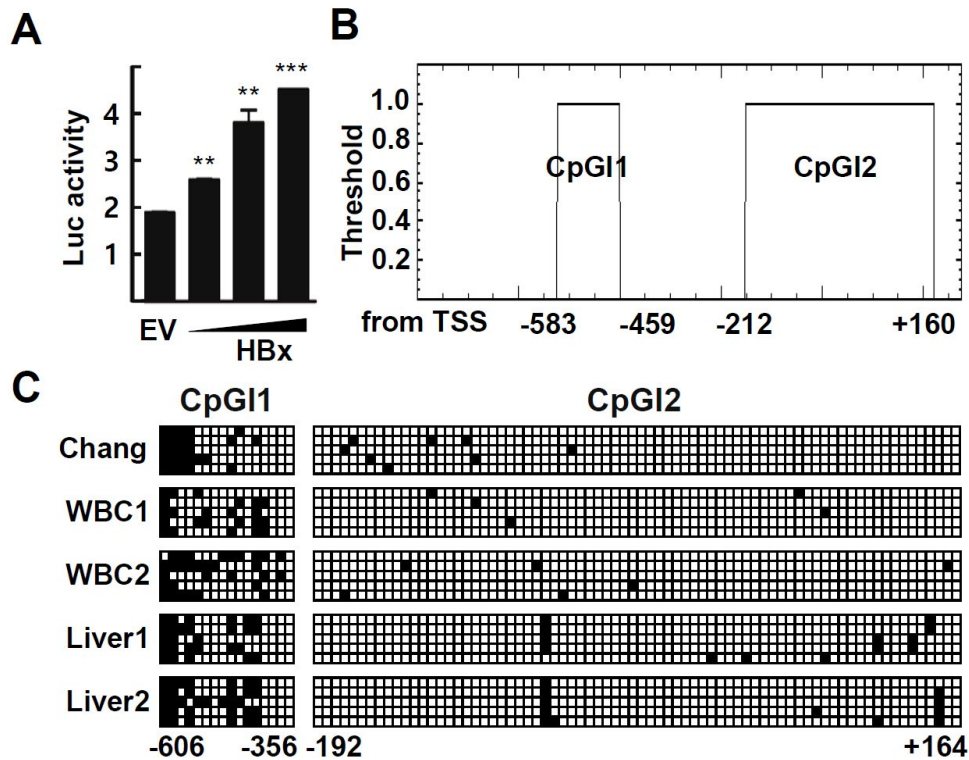 A
B
** ** ***
4
3
2
1
Luc activity
EV
HBx
1.0
0.8
0.6
0.4
0.2
Threshold
CpGI1 CpGI2
from TSS -583 -459 -212 +160
C
CpGI1 CpGI2
Chang
WBC1
WBC2
Liver1
Liver2
-606 -356 -192 +164